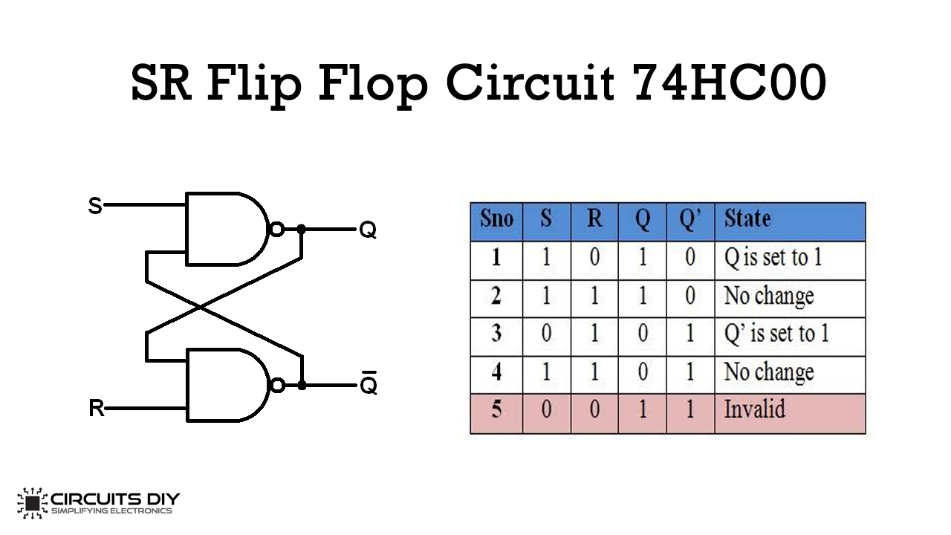 SR Flip Flop Circuit 74HC00
S
Q
R
Q̅
Sno S R Q Q’ State
1 1 0 1 0 Q is set to 1
2 1 1 1 0 No change
3 0 1 0 1 Q’ is set to 1
4 1 1 0 1 No change
5 0 0 1 1 Invalid
CIRCUITS DIY
SIMPLIFYING ELECTRONICS